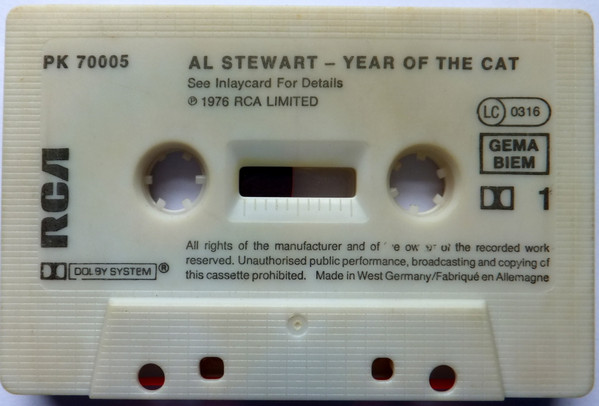 PK 70005
AL STEWART – YEAR OF THE CAT
See Inlaycard For Details
℗ 1976 RCA LIMITED
LC 0316
GEMA
BIEM
1
RCA
All rights of the manufacturer and of the recorded work
reserved. Unauthorised public performance, broadcasting and copying of
this cassette prohibited. Made in West Germany/Fabriqué en Allemagne
DOLBY SYSTEM®